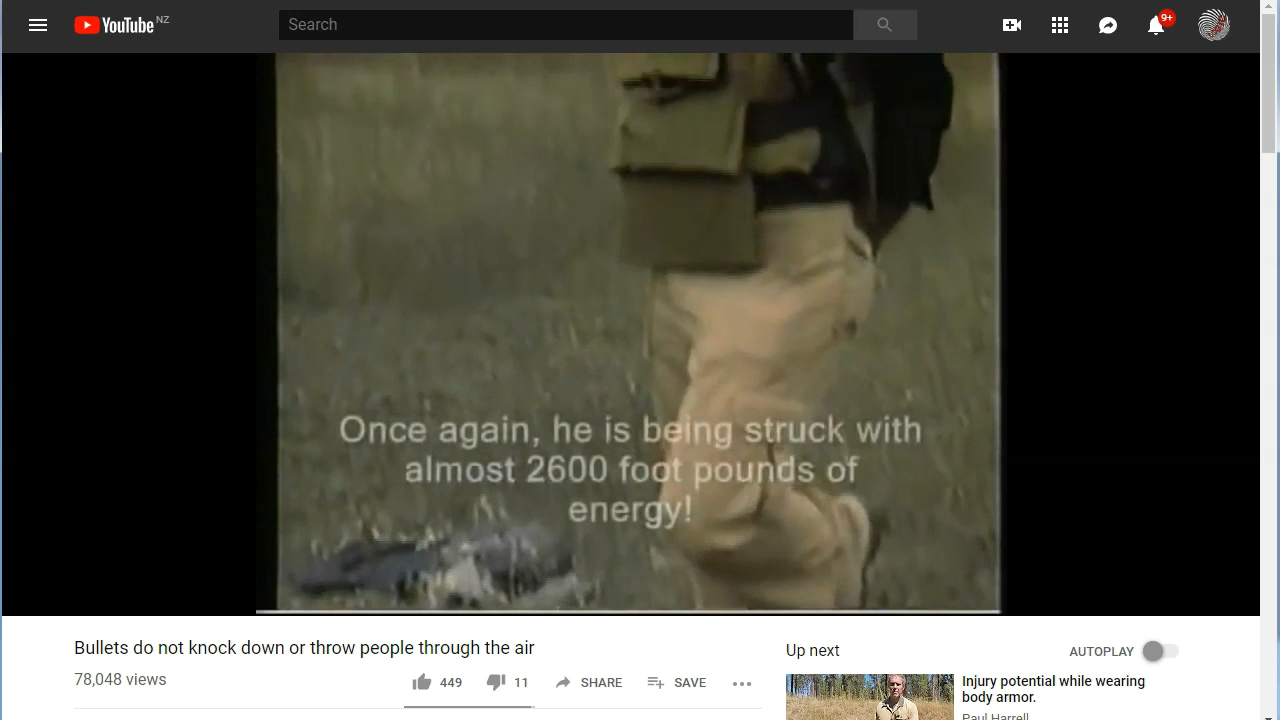 YouTube NZ
Search
9+
Once again, he is being struck with
almost 2600 foot pounds of
energy!
Bullets do not knock down or throw people through the air
78,048 views
449
11
SHARE
SAVE
Up next
AUTOPLAY
Injury potential while wearing
body armor.
Paul Harrell